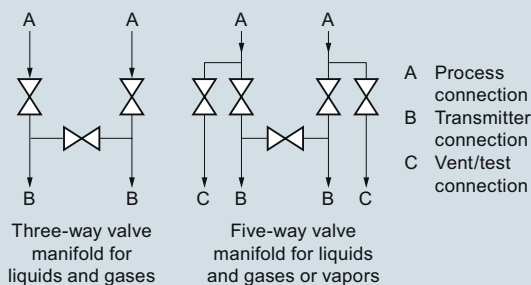 A A A A
B B C B B C
Three-way valve
manifold for
liquids and gases
Five-way valve
manifold for liquids
and gases or vapors
A Process
connection
B Transmitter
connection
C Vent/test
connection